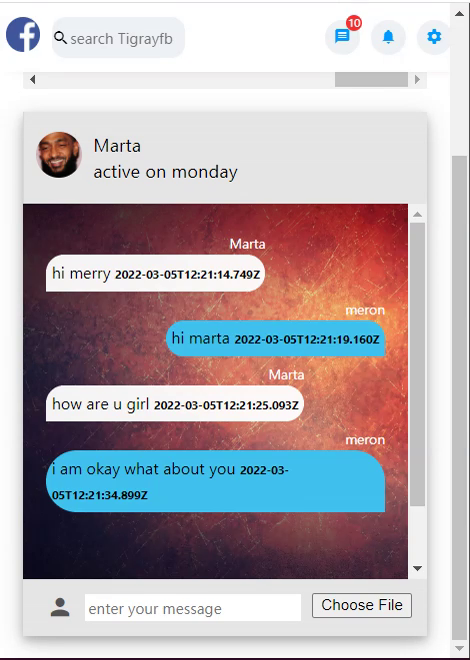 f
search Tigrayfb
10
Marta
active on monday
Marta
hi merry 2022-03-05T12:21:14.749Z
meron
hi marta 2022-03-05T12:21:19.160Z
Marta
how are u girl 2022-03-05T12:21:25.093Z
meron
i am okay what about you 2022-03-
05T12:21:34.899Z
enter your message
Choose File